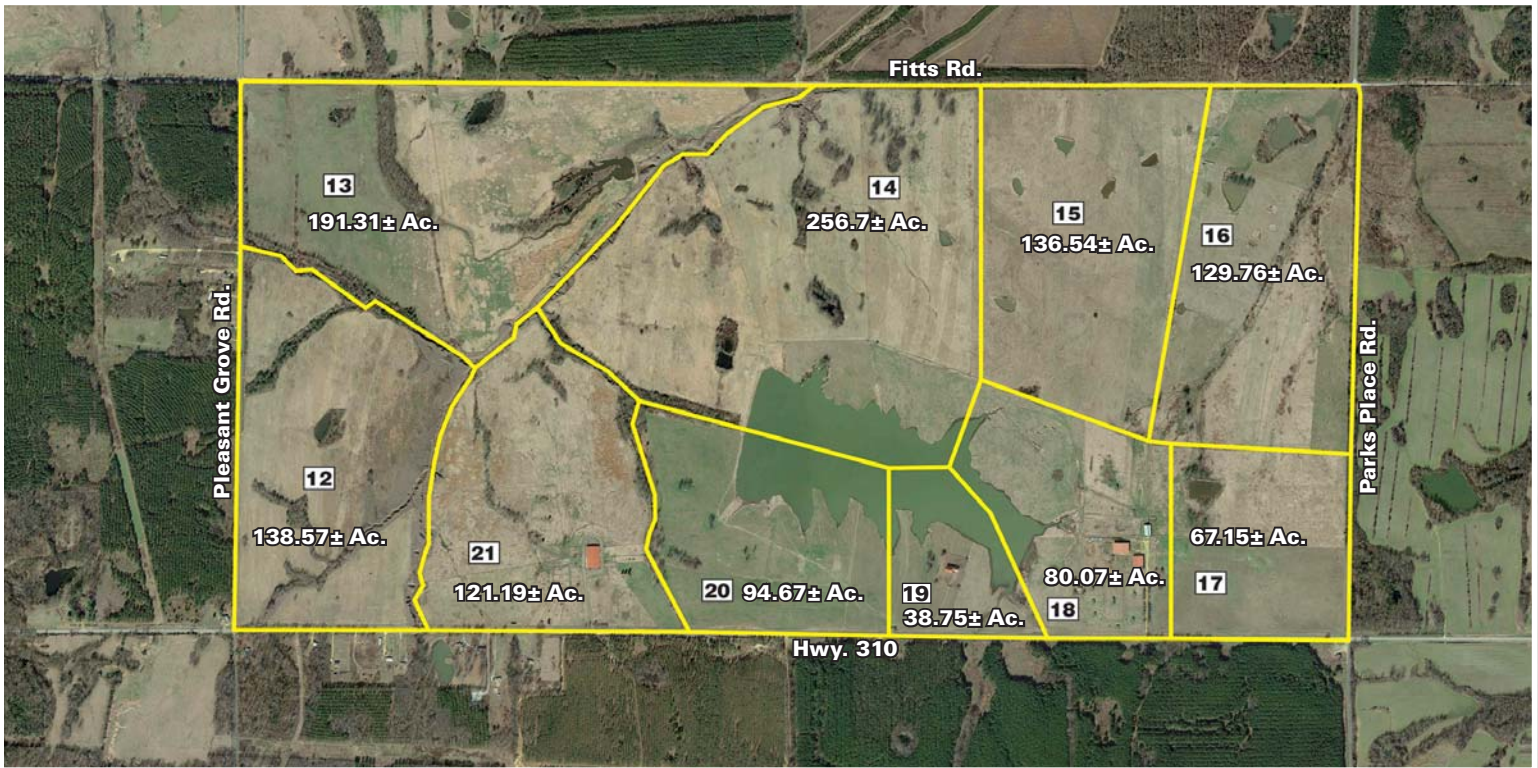 Fitts Rd.
13
191.31± Ac.
14
256.7± Ac.
15
136.54± Ac.
16
129.76± Ac.
Pleasant Grove Rd.
Parks Place Rd.
12
138.57± Ac.
21
121.19± Ac.
20 94.67± Ac.
19
38.75± Ac.
80.07± Ac.
18
67.15± Ac.
17
Hwy. 310